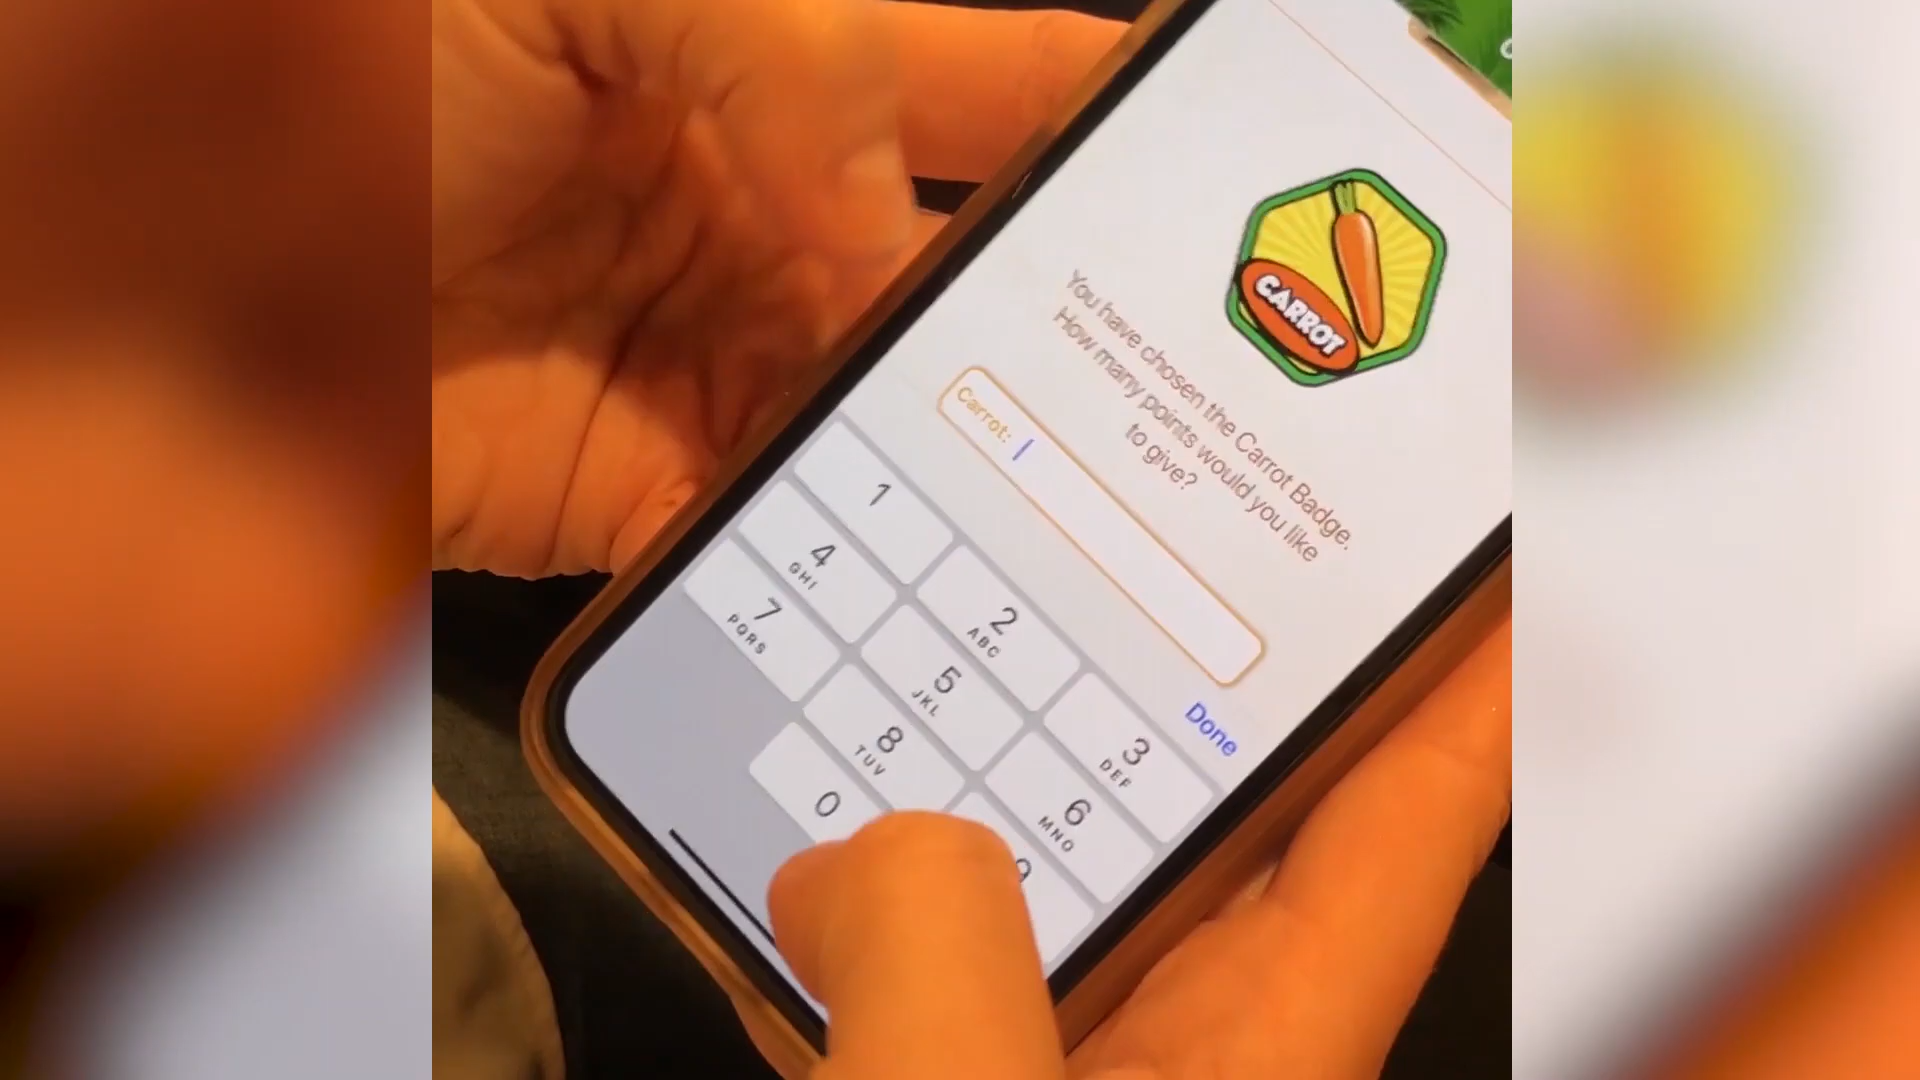 CARROT
You have chosen the Carrot Badge.
How many points would you like
to give?
Carrot:
Done
1
2
ABC
3
DEF
4
GHI
5
JKL
6
MNO
7
PQRS
8
TUV
9
0